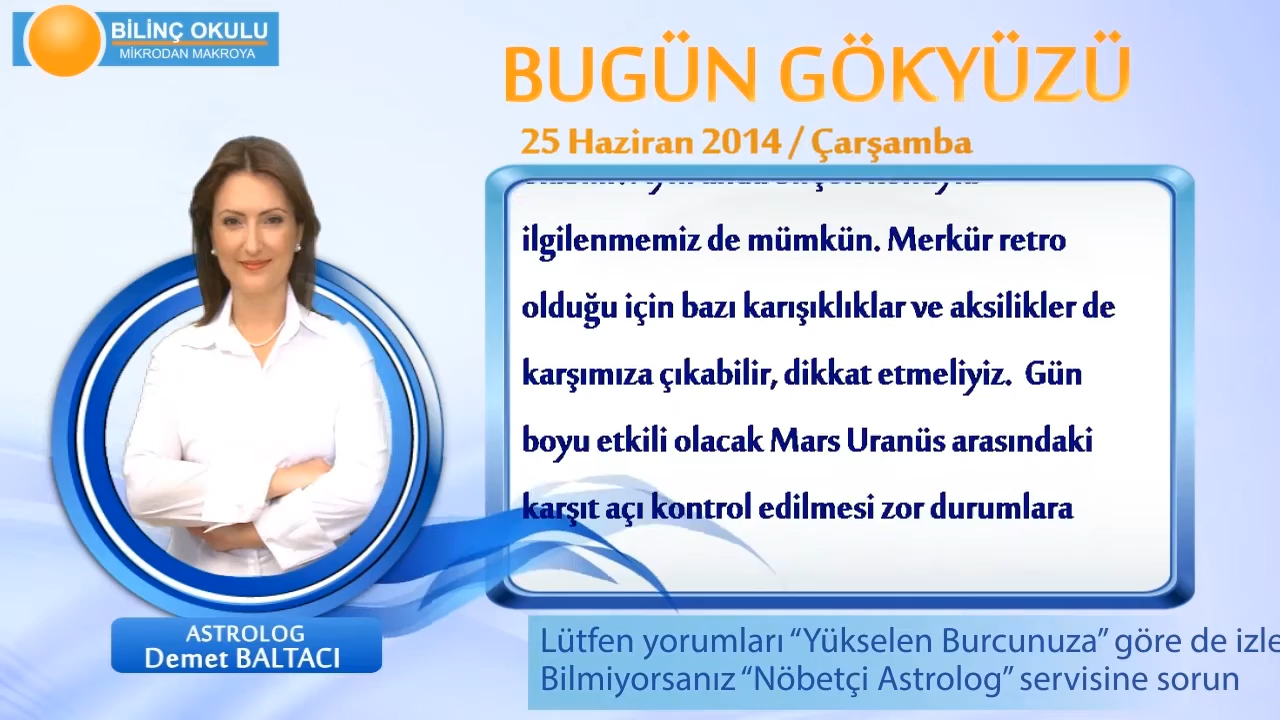 BİLİNÇ OKULU
MİKRODAN MAKROYA
BUGÜN GÖKYÜZÜ
25 Haziran 2014 / Çarşamba
ilgilenmemiz de mümkün. Merkür retro
olduğu için bazı karışıklıklar ve aksilikler de
karşımıza çıkabilir, dikkat etmeliyiz.  Gün
boyu etkili olacak Mars Uranüs arasındaki
karşıt açı kontrol edilmesi zor durumlara
ASTROLOG
Demet BALTACI
Lütfen yorumları “Yükselen Burcunuza” göre de izle
Bilmiyorsanız “Nöbetçi Astrolog” servisine sorun